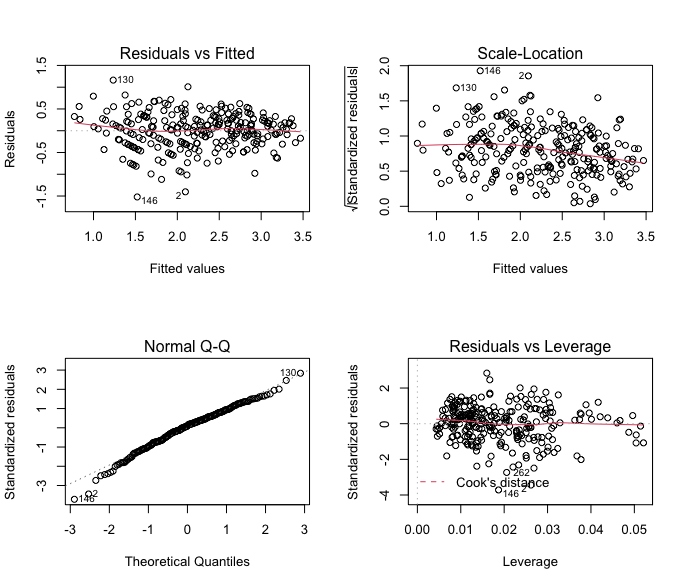 Residuals vs Fitted
Residuals
1.5
0.5
-0.5
-1.5
130
146
2
1.0 1.5 2.0 2.5 3.0 3.5
Fitted values
Scale-Location
√|Standardized residuals|
2.0
1.5
1.0
0.5
0.0
146
2
130
1.0 1.5 2.0 2.5 3.0 3.5
Fitted values
Normal Q-Q
Standardized residuals
3
2
1
-1
-3
130
146
2
-3 -2 -1 0 1 2 3
Theoretical Quantiles
Residuals vs Leverage
Standardized residuals
2
0
-2
-4
262
Cook's distance
146
2
0.00 0.01 0.02 0.03 0.04 0.05
Leverage